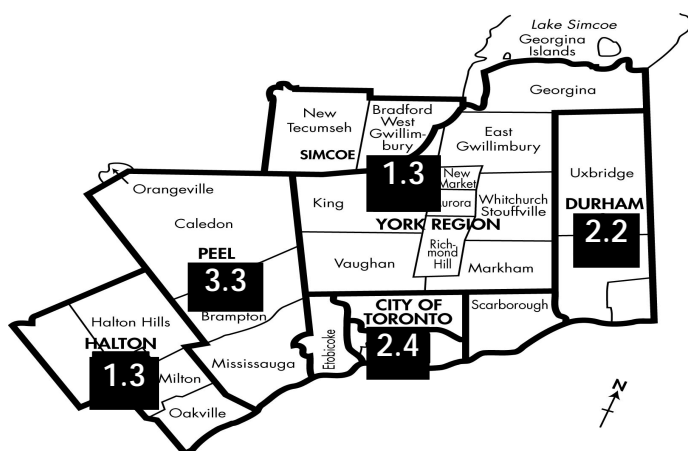 Lake Simcoe
Georgina
Islands
Georgina
New
Tecumseh
Bradford
West
Gwillim-
bury
SIMCOE
East
Gwillimbury
1.3
New
Market
Uxbridge
Orangeville
King
Whitchurch
Stouffville
DURHAM
2.2
Caledon
YORK REGION
PEEL
3.3
Rich-
mond
Hill
Vaughan
Markham
Brampton
CITY OF
TORONTO
2.4
Scarborough
Halton Hills
HALTON
1.3
Etobicoke
Mississauga
Milton
Oakville
N